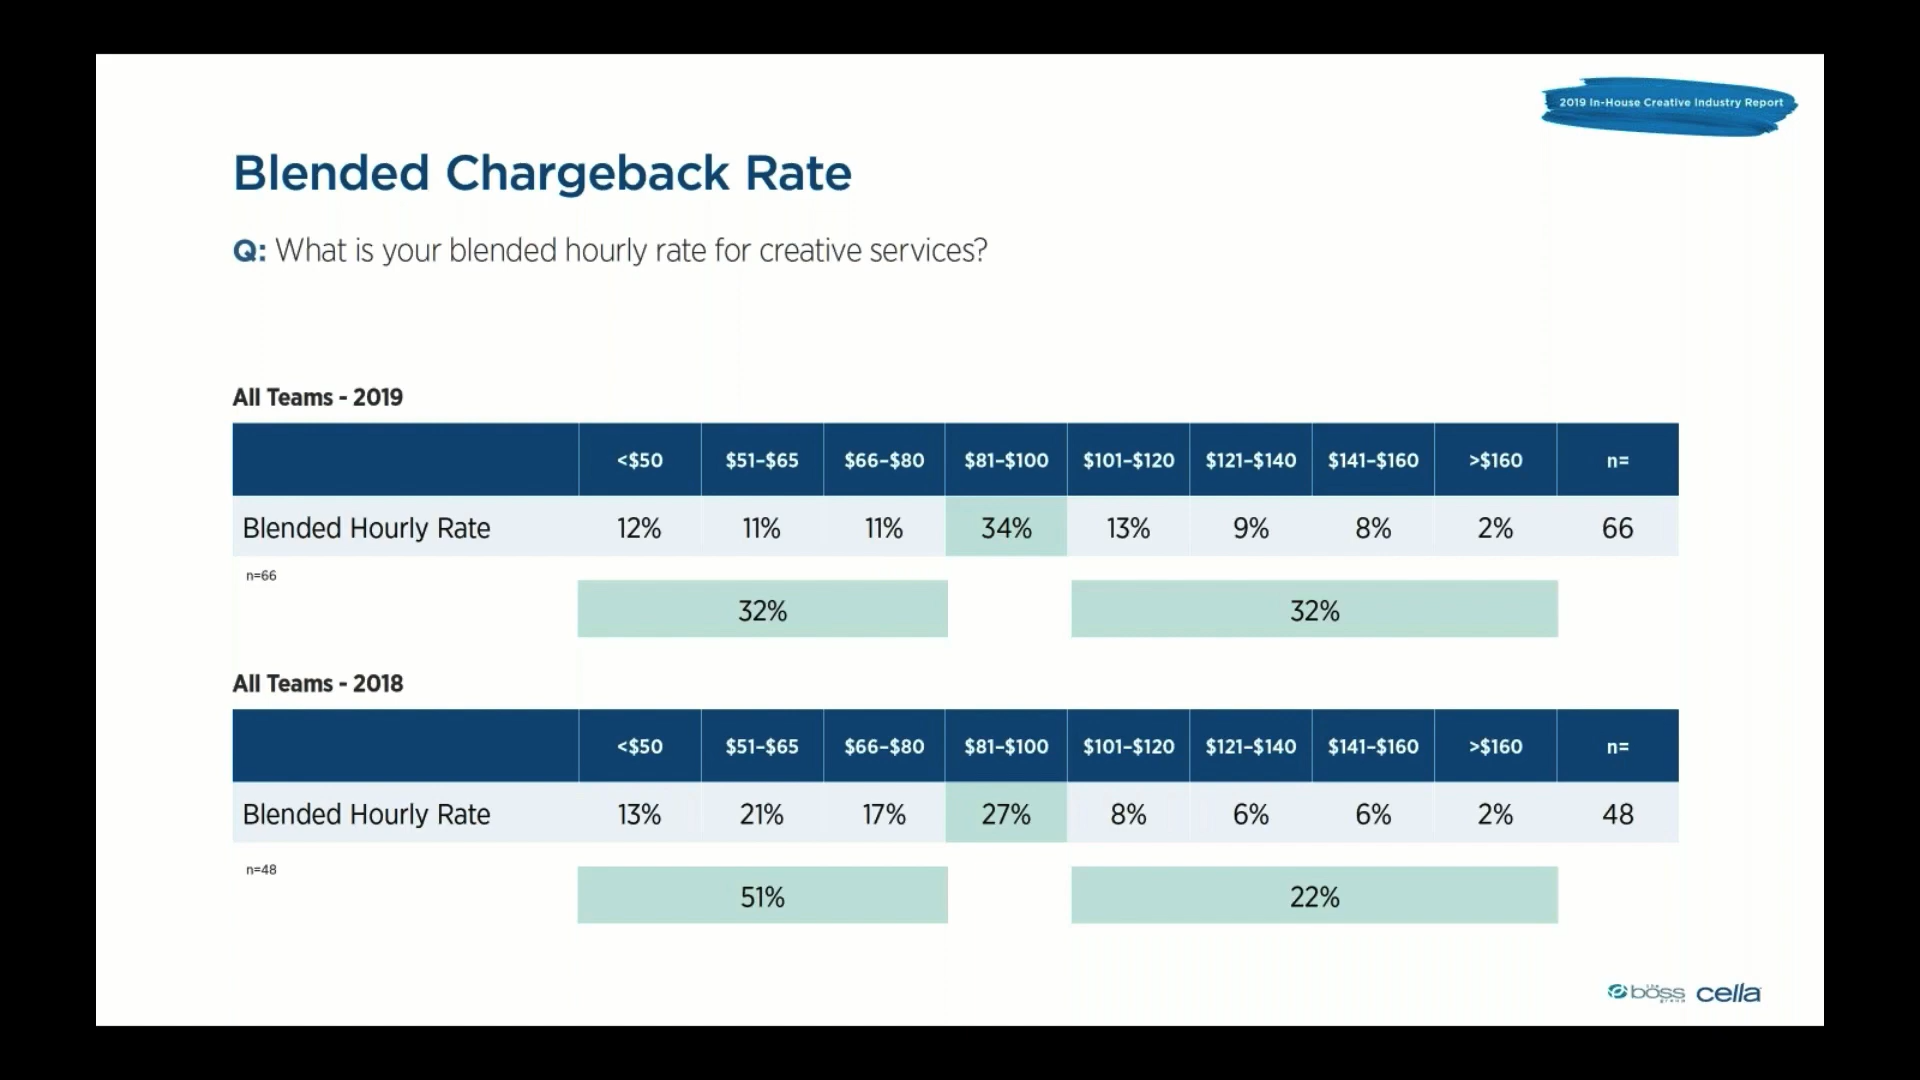 2019 In-House Creative Industry Report
Blended Chargeback Rate
Q: What is your blended hourly rate for creative services?
All Teams - 2019
<$50 $51-$65 $66-$80 $81-$100 $101-$120 $121-$140 $141-$160 >$160 n=
Blended Hourly Rate 12% 11% 11% 34% 13% 9% 8% 2% 66
n=66
32% 32%
All Teams - 2018
<$50 $51-$65 $66-$80 $81-$100 $101-$120 $121-$140 $141-$160 >$160 n=
Blended Hourly Rate 13% 21% 17% 27% 8% 6% 6% 2% 48
n=48
51% 22%
the boss group cella